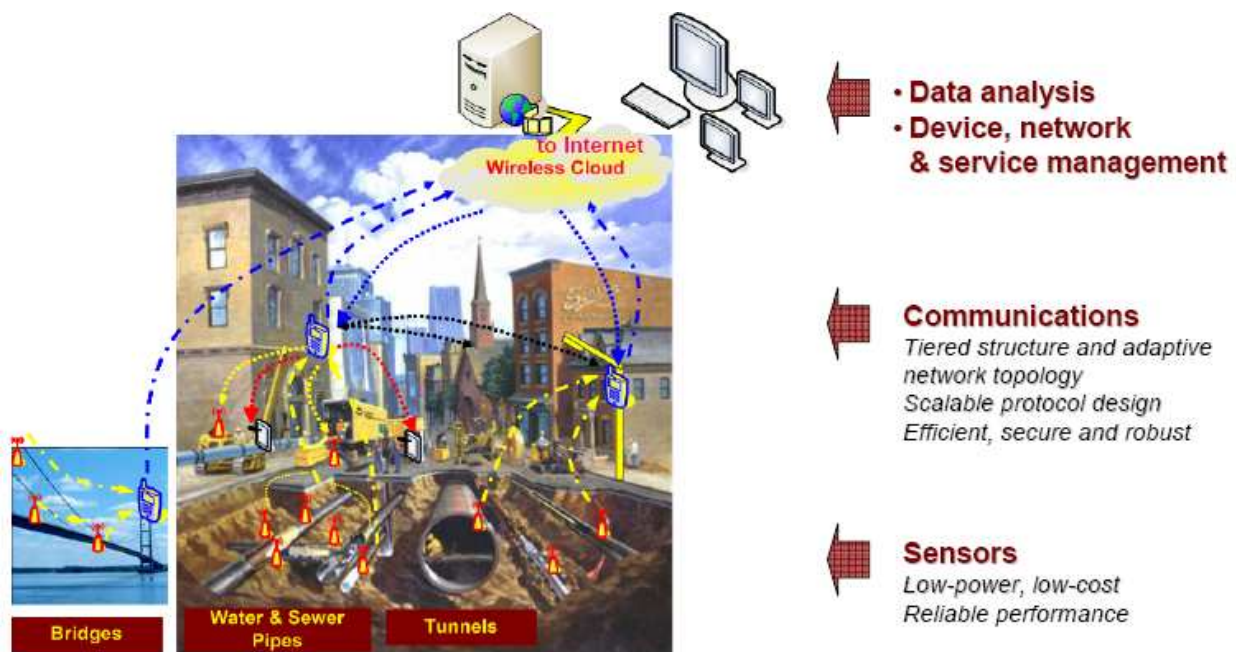 to Internet
Wireless Cloud
• Data analysis
• Device, network
& service management
Communications
Tiered structure and adaptive
network topology
Scalable protocol design
Efficient, secure and robust
Sensors
Low-power, low-cost
Reliable performance
Bridges
Water & Sewer
Pipes
Tunnels